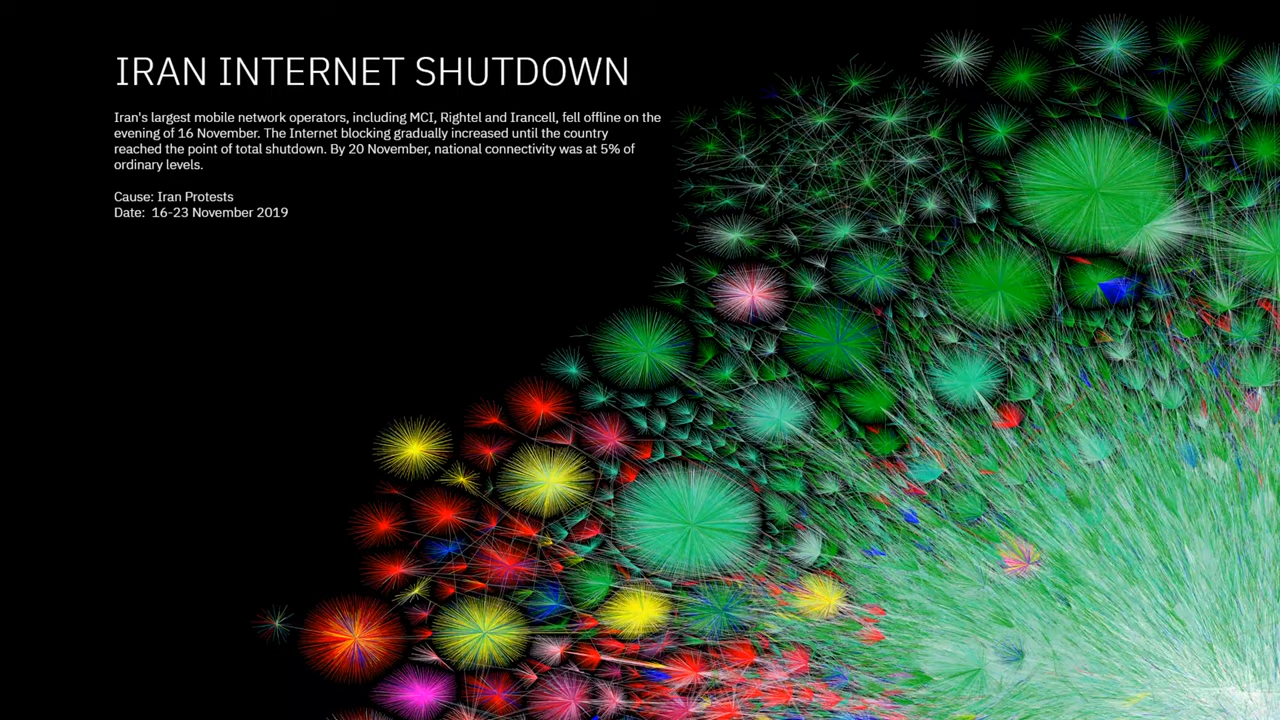 IRAN INTERNET SHUTDOWN
Iran's largest mobile network operators, including MCI, Rightel and Irancell, fell offline on the
evening of 16 November. The Internet blocking gradually increased until the country
reached the point of total shutdown. By 20 November, national connectivity was at 5% of
ordinary levels.
Cause: Iran Protests
Date: 16-23 November 2019